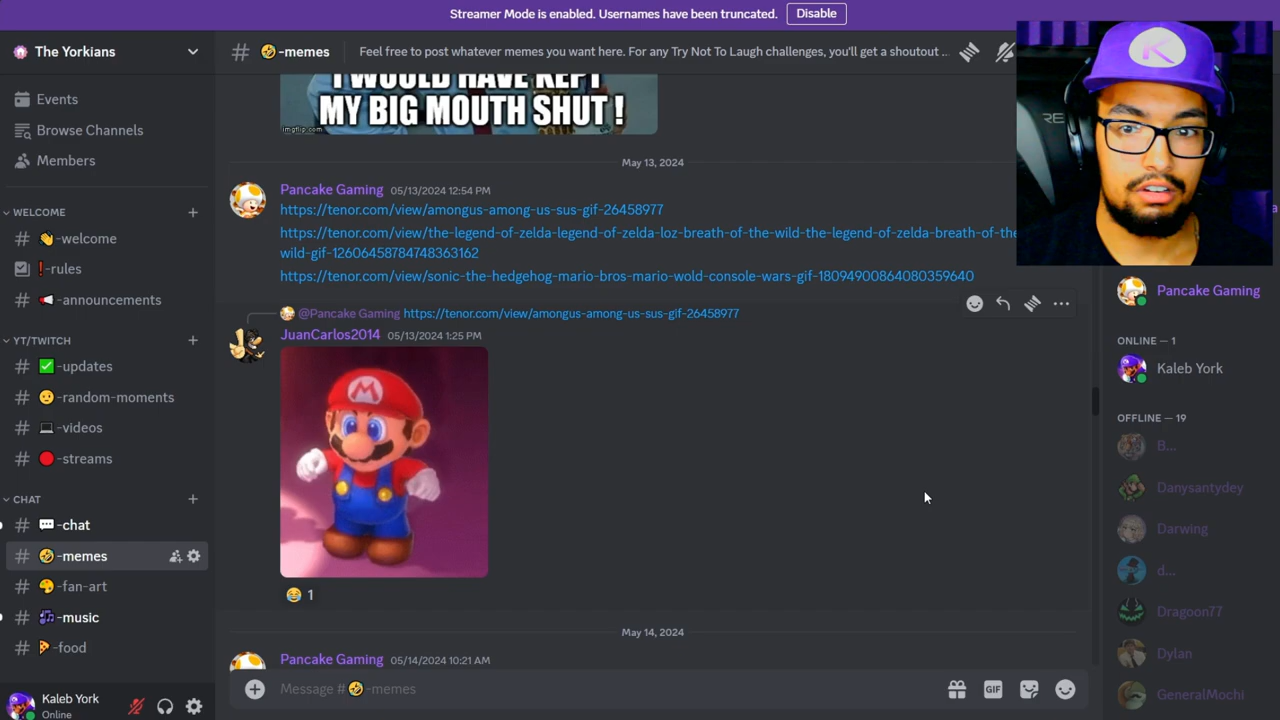 Streamer Mode is enabled. Usernames have been truncated.
Disable
The Yorkians
# 🤣-memes
Feel free to post whatever memes you want here. For any Try Not To Laugh challenges, you'll get a shoutout ...
Events
Browse Channels
Members
WELCOME
👋-welcome
❗-rules
📢-announcements
YT/TWITCH
✅-updates
🤨-random-moments
💻-videos
🔴-streams
CHAT
💬-chat
🤣-memes
🎨-fan-art
🎶-music
🍕-food
Kaleb York
Online
I WOULD HAVE KEPT
MY BIG MOUTH SHUT !
imgflip.com
May 13, 2024
Pancake Gaming 05/13/2024 12:54 PM
https://tenor.com/view/amongus-among-us-sus-gif-26458977
https://tenor.com/view/the-legend-of-zelda-legend-of-zelda-loz-breath-of-the-wild-the-legend-of-zelda-breath-of-the
wild-gif-12606458784748363162
https://tenor.com/view/sonic-the-hedgehog-mario-bros-mario-wold-console-wars-gif-18094900864080359640
@Pancake Gaming https://tenor.com/view/amongus-among-us-sus-gif-26458977
JuanCarlos2014 05/13/2024 1:25 PM
M
😂 1
May 14, 2024
Pancake Gaming 05/14/2024 10:21 AM
Message # 🤣-memes
GIF
K
RE
Pancake Gaming
ONLINE — 1
Kaleb York
OFFLINE — 19
B...
Danysantydey
Darwing
d...
Dragoon77
Dylan
GeneralMochi